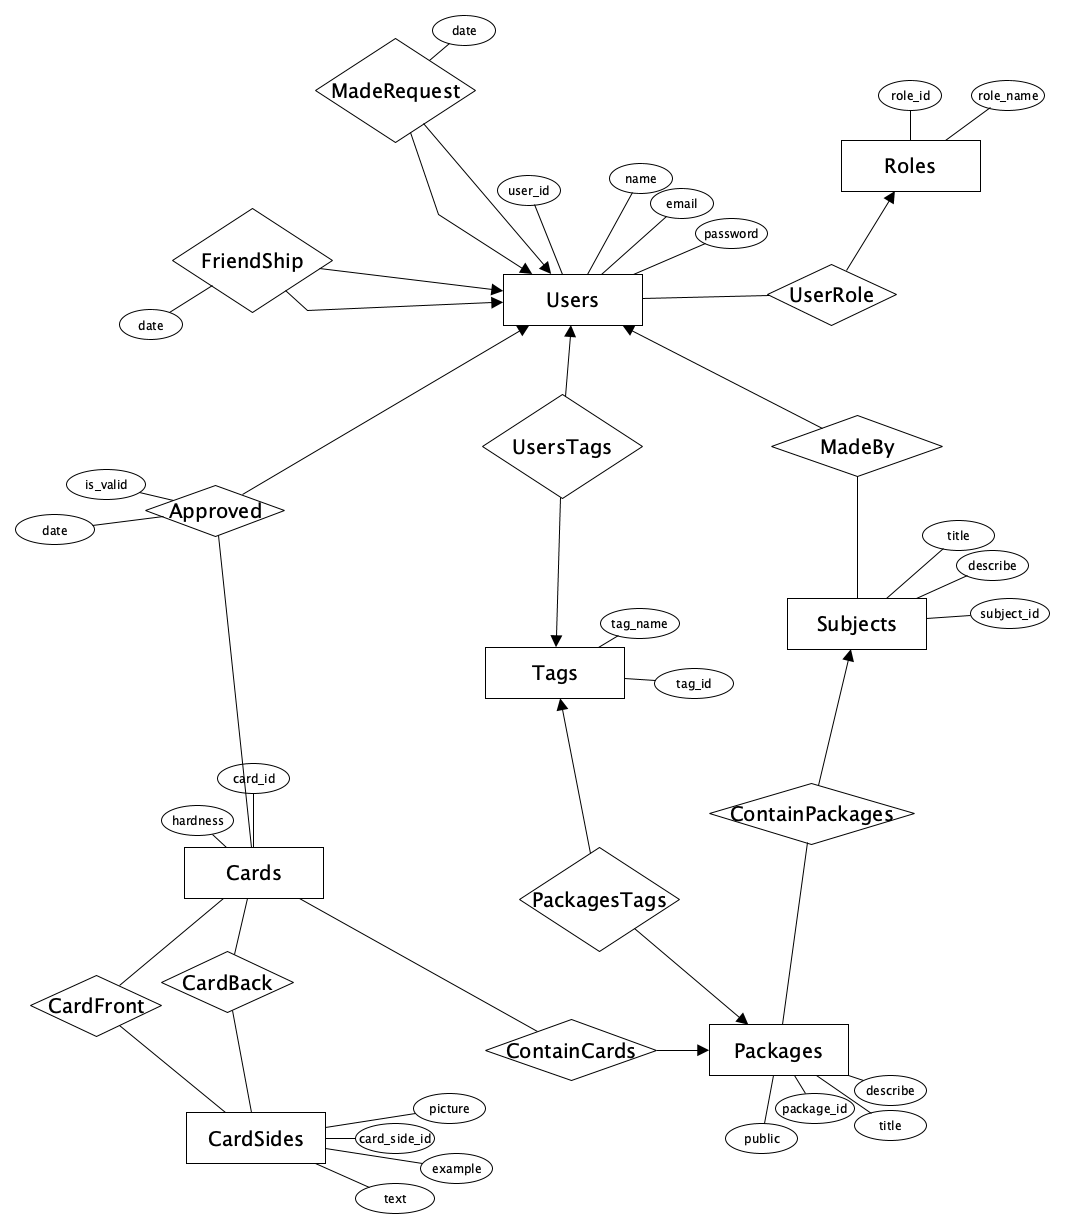 date
MadeRequest
role_id
role_name
Roles
name
user_id
email
password
FriendShip
date
Users
UserRole
UsersTags
MadeBy
is_valid
Approved
date
title
describe
Subjects
subject_id
tag_name
Tags
tag_id
card_id
hardness
ContainPackages
Cards
PackagesTags
CardBack
CardFront
ContainCards
Packages
describe
package_id
title
public
picture
CardSides
card_side_id
example
text